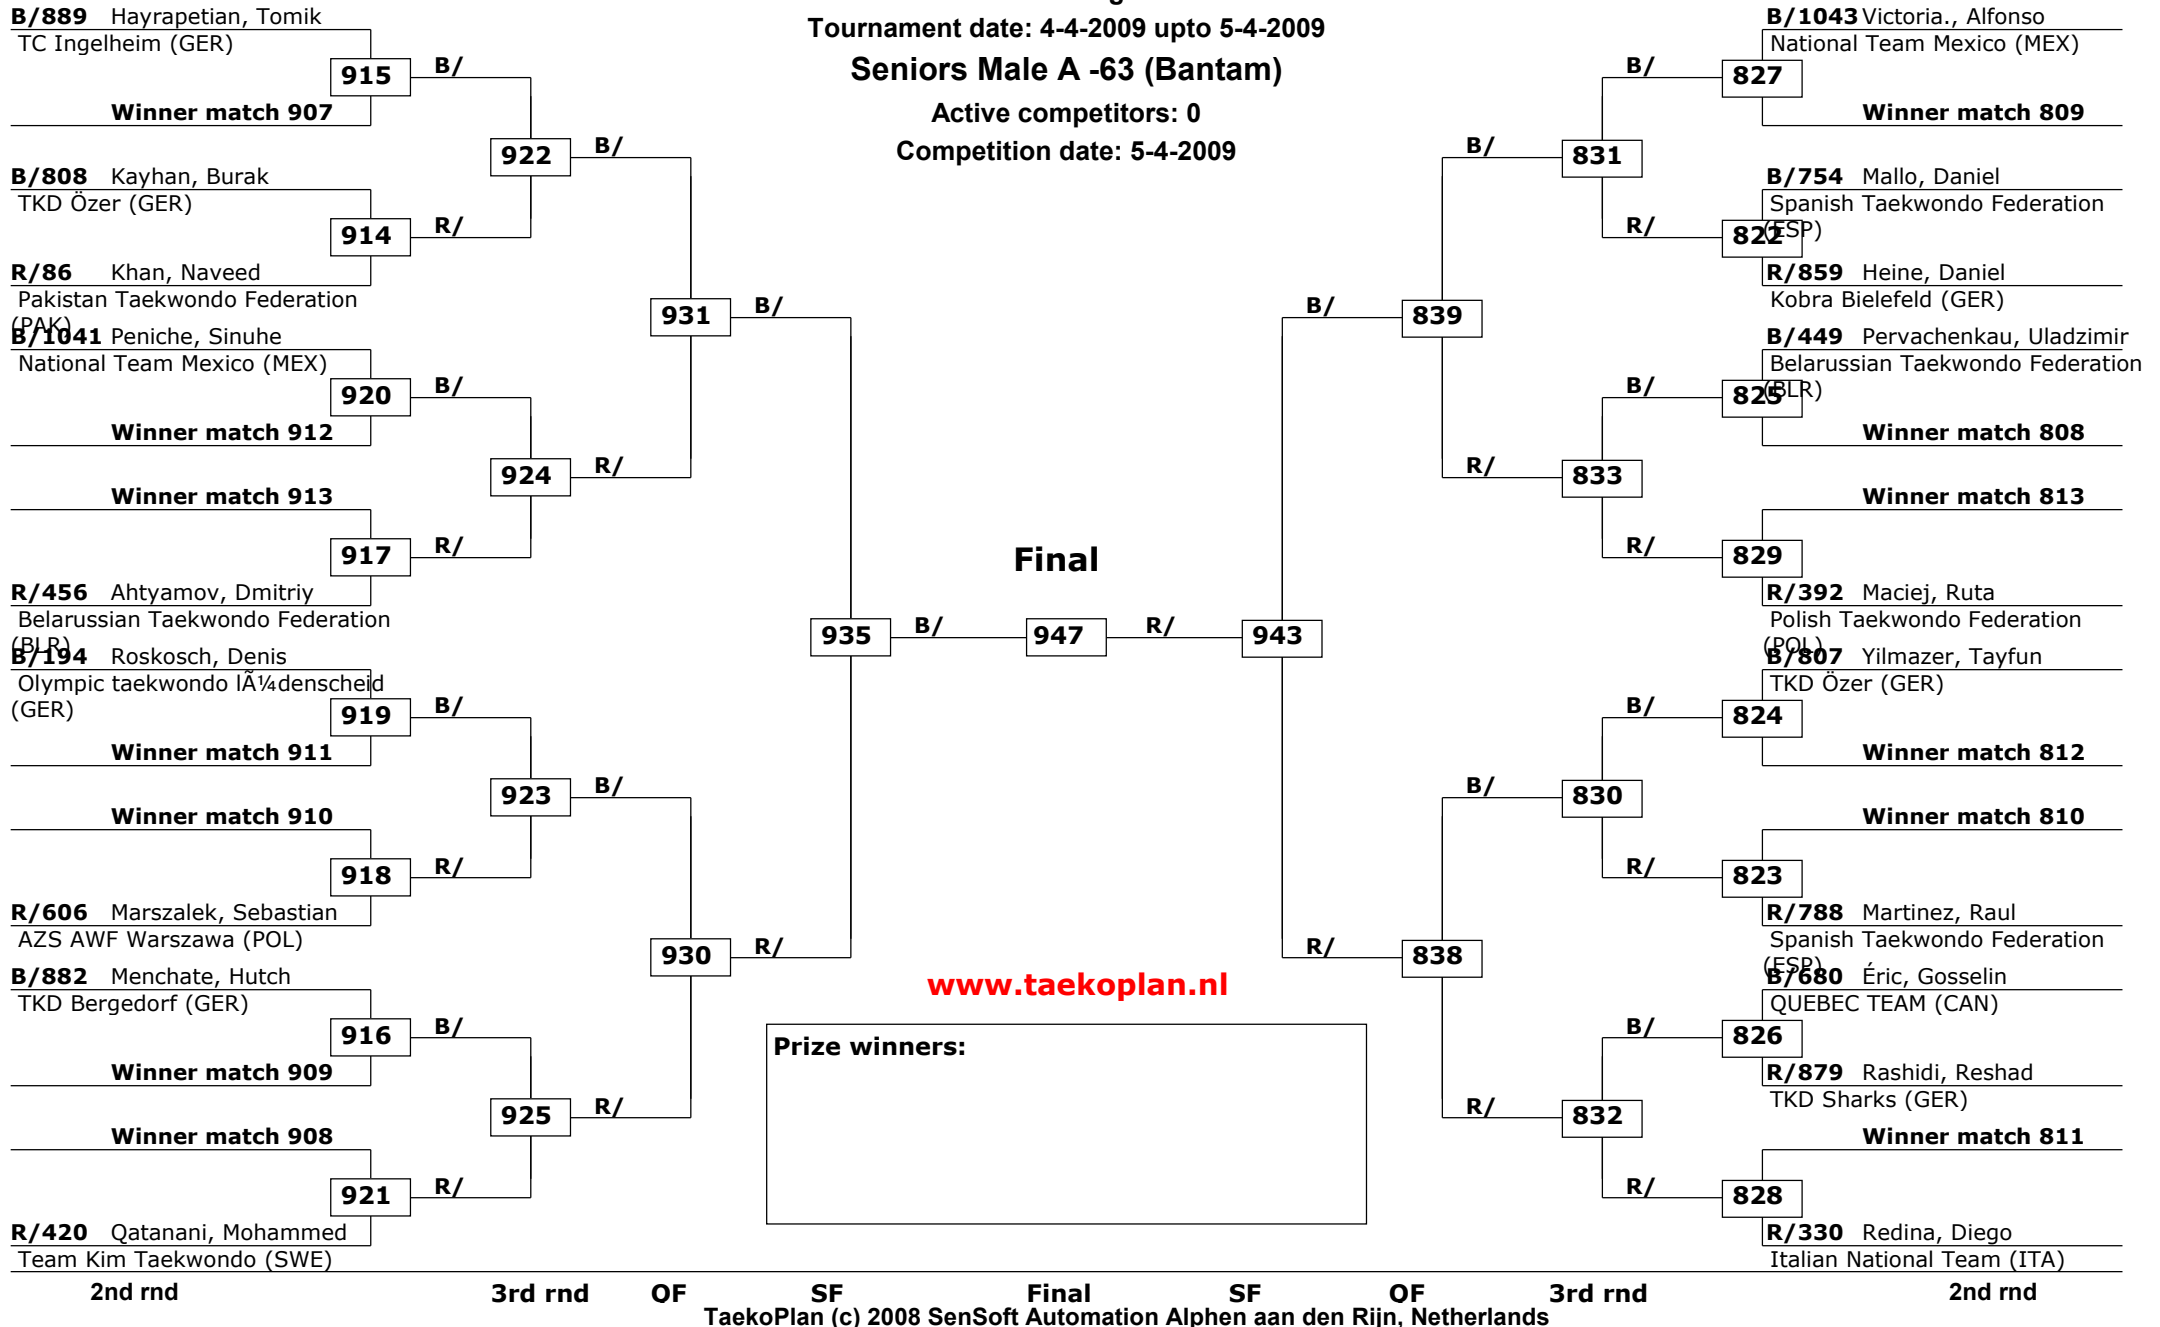 Tournament date: 4-4-2009 upto 5-4-2009
Seniors Male A -63 (Bantam)
Active competitors: 0
Competition date: 5-4-2009
B/889 Hayrapetian, Tomik
TC Ingelheim (GER)
915 B/
Winner match 907
922 B/
B/808 Kayhan, Burak
TKD Özer (GER)
914 R/
R/86 Khan, Naveed
Pakistan Taekwondo Federation
(PAK)
931 B/
B/1041 Peniche, Sinuhe
National Team Mexico (MEX)
920 B/
Winner match 912
924 R/
Winner match 913
917 R/
R/456 Ahtyamov, Dmitriy
Belarussian Taekwondo Federation
(BLR)
935 B/
B/194 Roskosch, Denis
Olympic taekwondo lÃ¼denscheid
(GER)
919 B/
Winner match 911
923 B/
Winner match 910
918 R/
R/606 Marszalek, Sebastian
AZS AWF Warszawa (POL)
930 R/
B/882 Menchate, Hutch
TKD Bergedorf (GER)
916 B/
Winner match 909
925 R/
Winner match 908
921 R/
R/420 Qatanani, Mohammed
Team Kim Taekwondo (SWE)
Final
947
www.taekoplan.nl
Prize winners:
B/1043 Victoria., Alfonso
National Team Mexico (MEX)
B/ 827
Winner match 809
B/ 831
B/754 Mallo, Daniel
Spanish Taekwondo Federation
(ESP)
R/ 822
R/859 Heine, Daniel
Kobra Bielefeld (GER)
B/ 839
B/449 Pervachenkau, Uladzimir
Belarussian Taekwondo Federation
(BLR)
B/ 825
Winner match 808
R/ 833
Winner match 813
R/ 829
R/392 Maciej, Ruta
Polish Taekwondo Federation
(POL)
R/ 943
B/807 Yilmazer, Tayfun
TKD Özer (GER)
B/ 824
Winner match 812
B/ 830
Winner match 810
R/ 823
R/788 Martinez, Raul
Spanish Taekwondo Federation
(ESP)
R/ 838
B/680 Éric, Gosselin
QUEBEC TEAM (CAN)
B/ 826
R/879 Rashidi, Reshad
TKD Sharks (GER)
R/ 832
Winner match 811
R/ 828
R/330 Redina, Diego
Italian National Team (ITA)
2nd rnd 3rd rnd QF SF Final SF QF 3rd rnd 2nd rnd
TaekoPlan (c) 2008 SenSoft Automation Alphen aan den Rijn, Netherlands